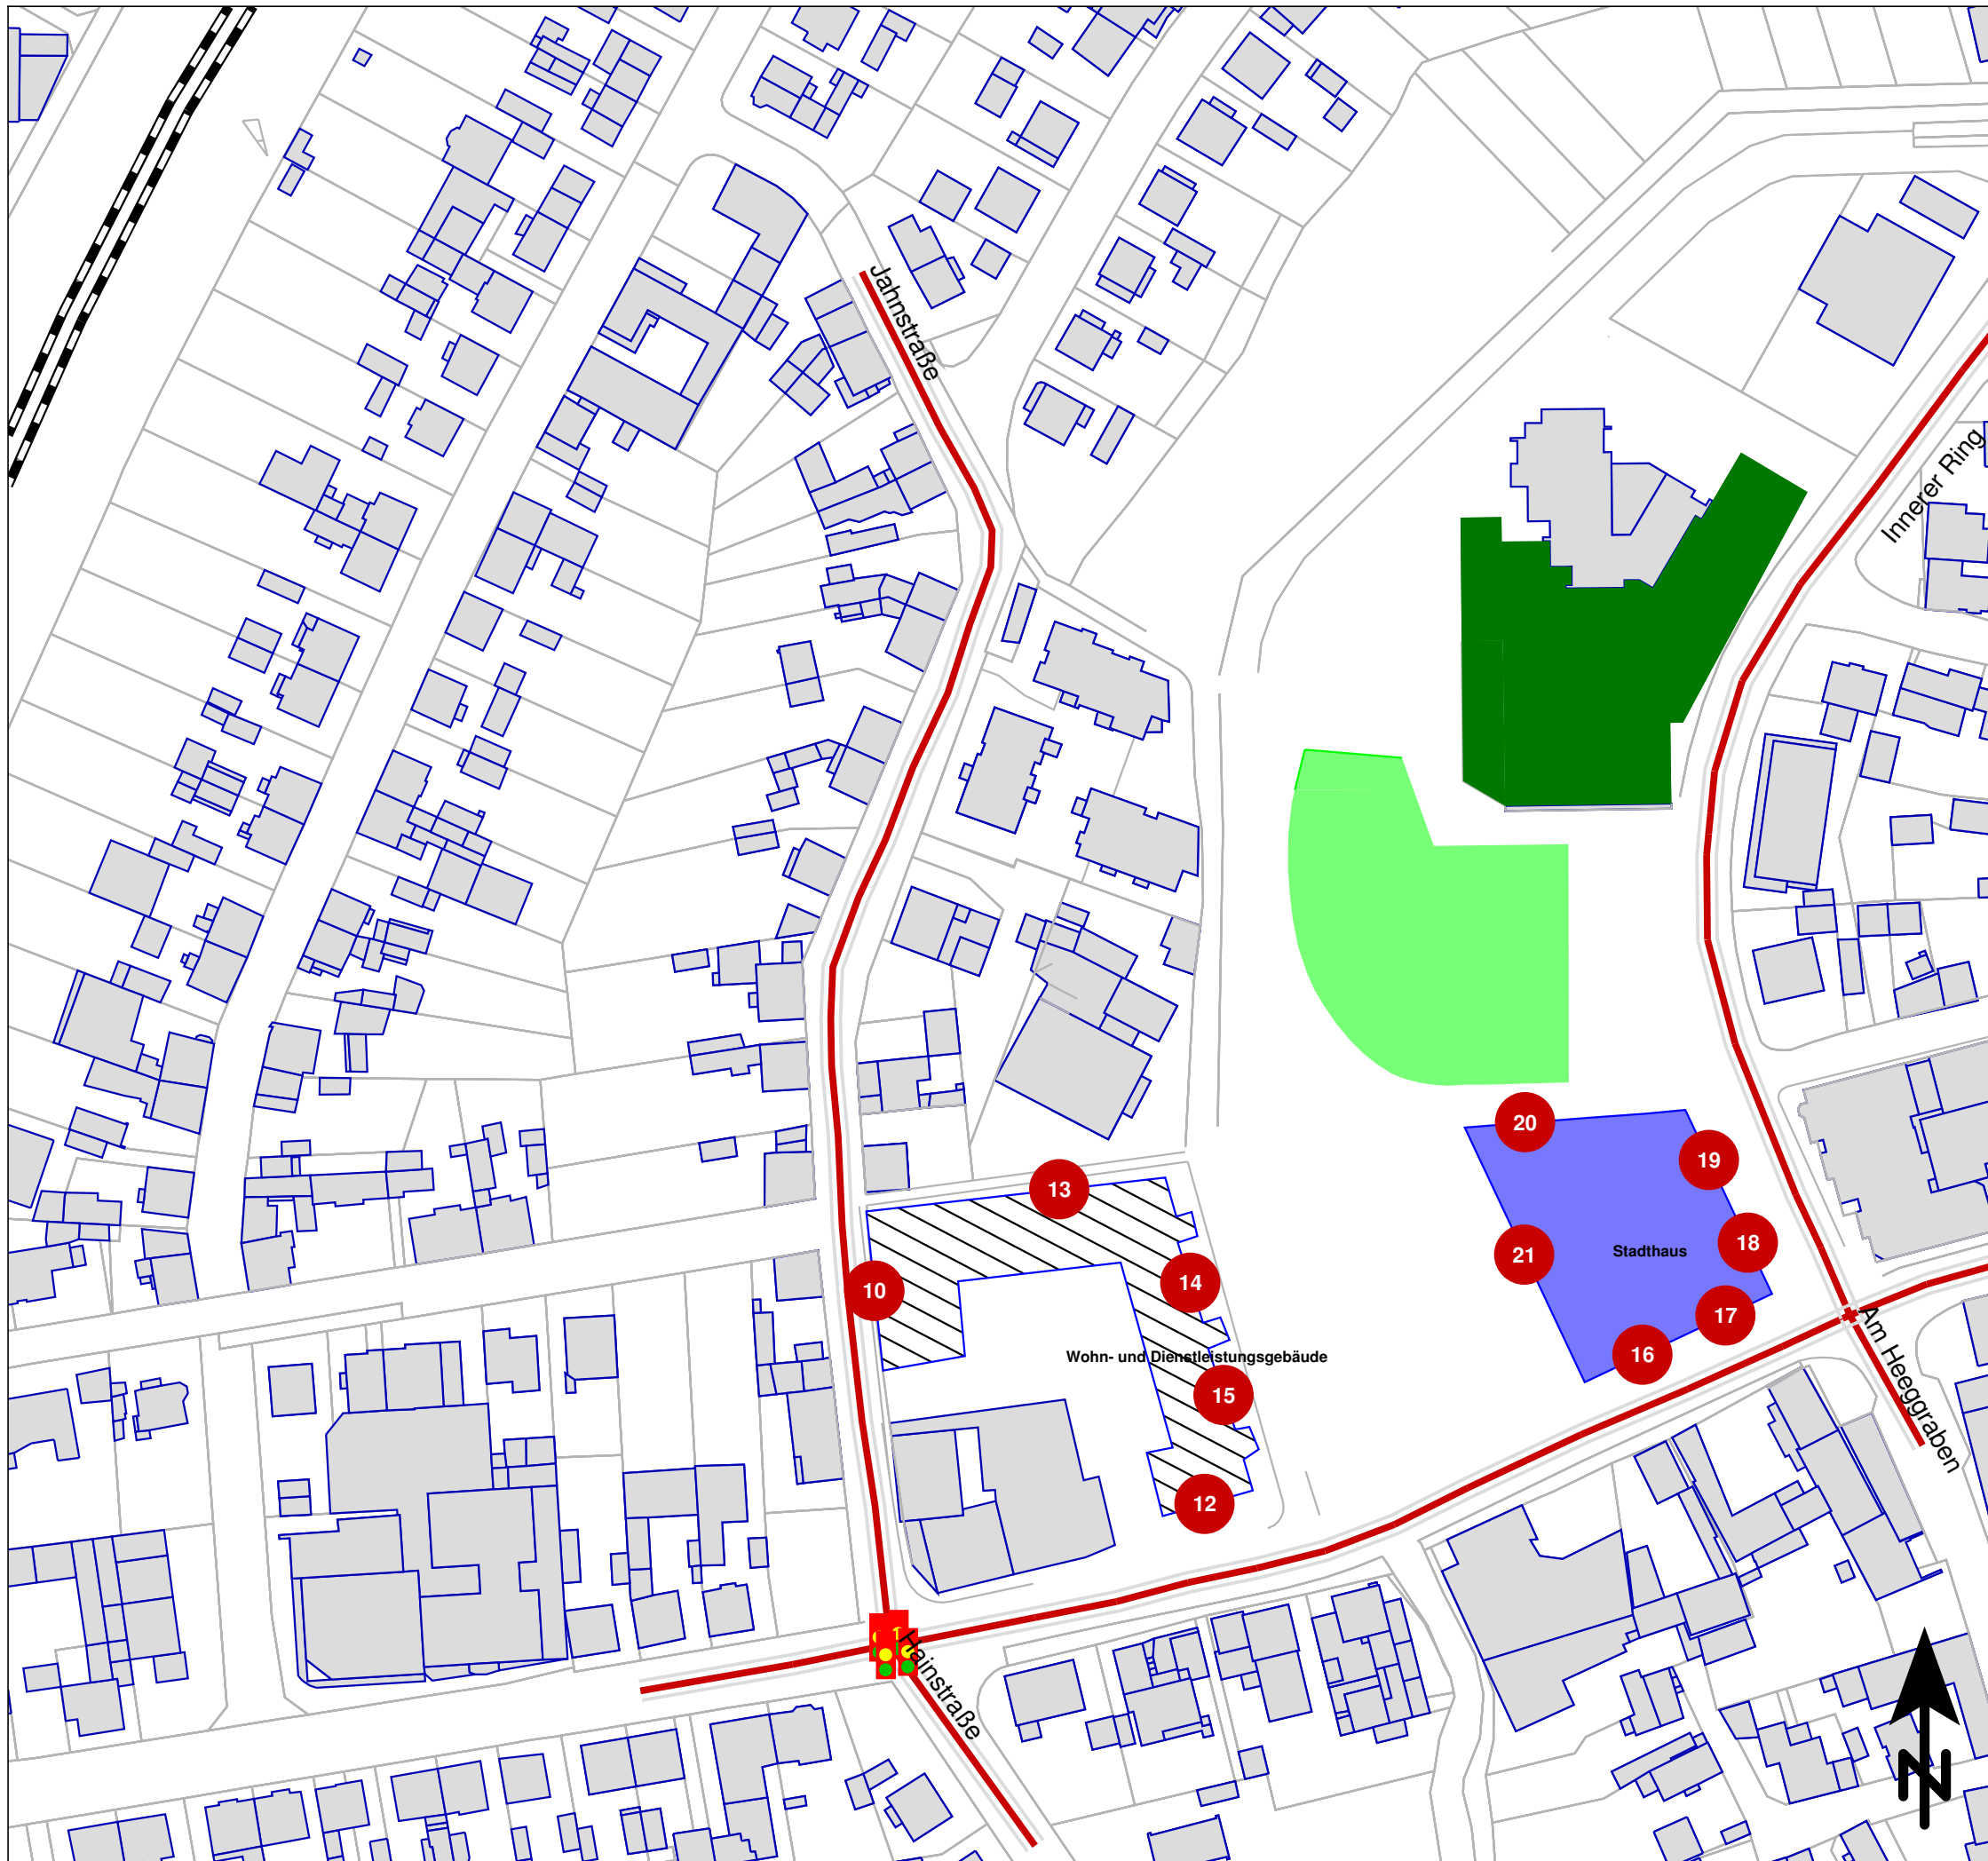 Jahnstraße
Innerer Ring
20
19
13
18
Stadthaus
21
14
10
17
Am Heeggraben
16
Wohn- und Dienstleistungsgebäude
15
12
Hainstraße
N